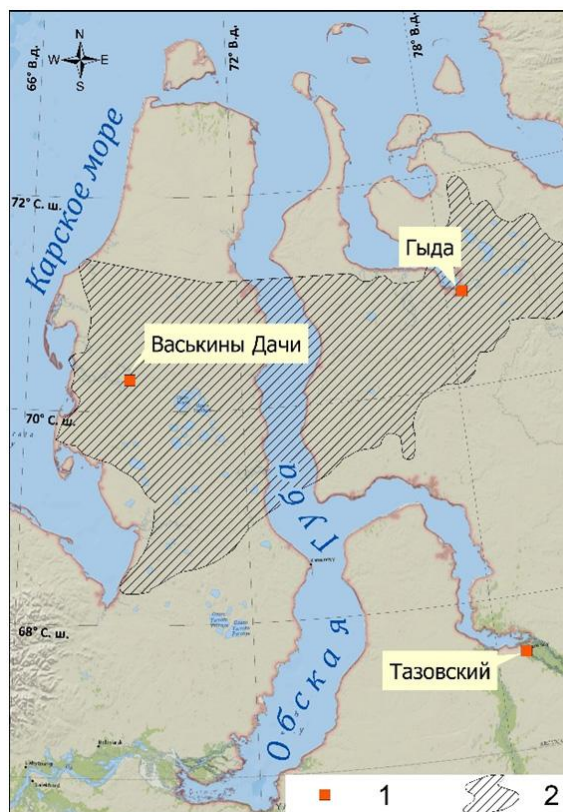 N
W E
S
66° В.д.
72° В.д.
78° В.д.
72° С. ш.
Карское море
Гыда
Васькины Дачи
70° С. ш.
Обская Губа
68° С. ш.
Тазовский
1
2